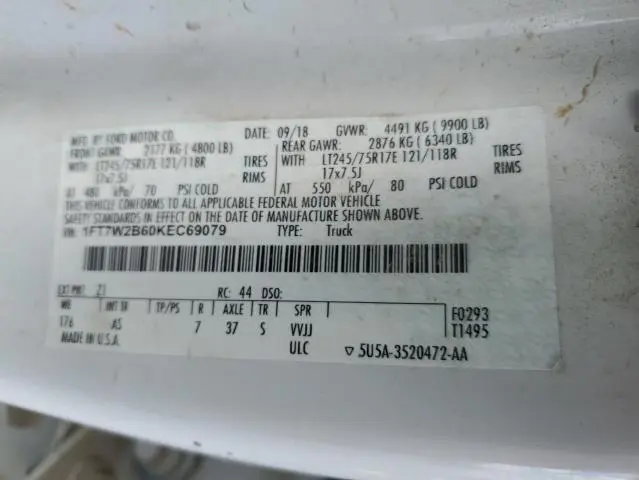 MFD. BY FORD MOTOR CO.
DATE: 09/18 GVWR: 4491 KG ( 9900 LB)
FRONT GAWR: 2177 KG ( 4800 LB) REAR GAWR: 2876 KG ( 6340 LB)
WITH LT245/75R17E 121/118R TIRES WITH LT245/75R17E 121/118R TIRES
17x7.5J RIMS 17x7.5J RIMS
AT 480 kPa/ 70 PSI COLD AT 550 kPa/ 80 PSI COLD
THIS VEHICLE CONFORMS TO ALL APPLICABLE FEDERAL MOTOR VEHICLE
SAFETY STANDARDS IN EFFECT ON THE DATE OF MANUFACTURE SHOWN ABOVE.
VIN: 1FT7W2B60KEC69079 TYPE: Truck
EXT PNT: Z1 RC: 44 DSO:
WB INT TR TP/PS R AXLE TR SPR F0293
176 AS 7 37 S VVJJ T1495
MADE IN U.S.A. ULC ▽ 5U5A-3520472-AA